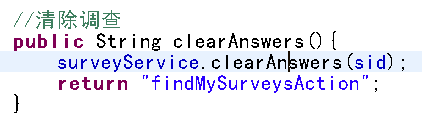 //清除调查
public String clearAnswers(){
surveyService.clearAnswers(sid);
return "findMySurveysAction";
}